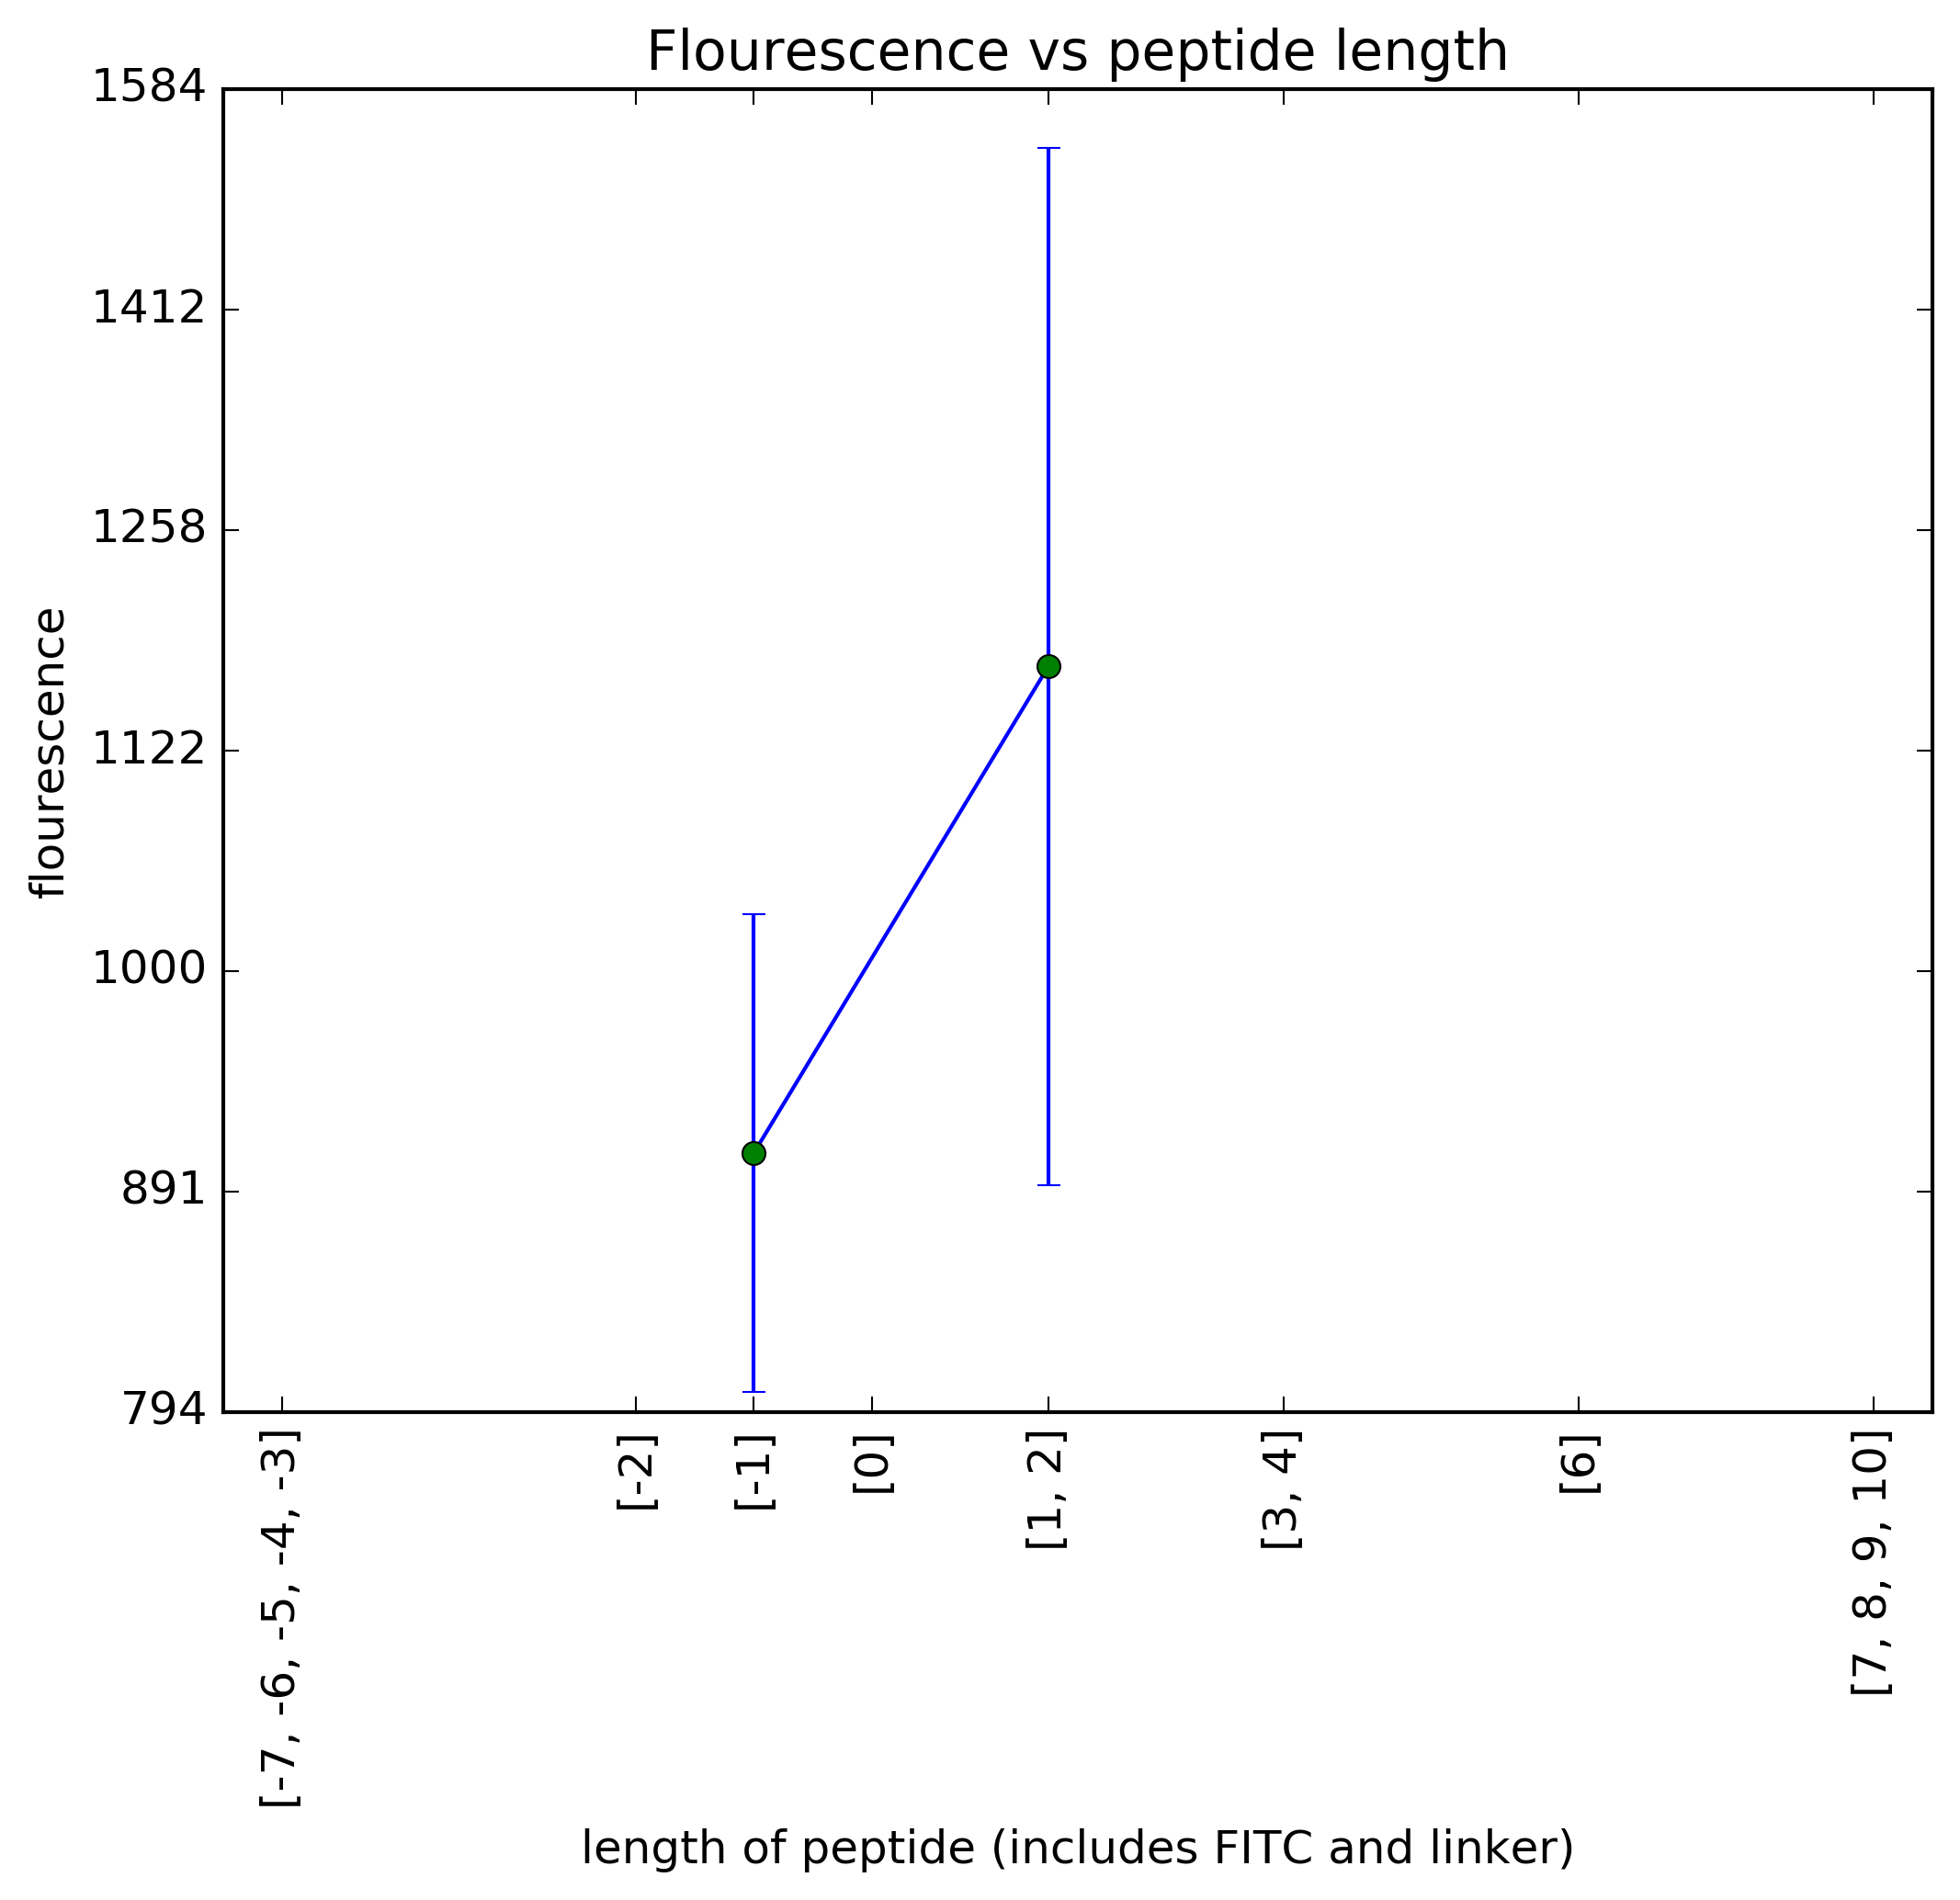 Flourescence vs peptide length
1584
1412
1258
1122
1000
891
794
flourescence
[-7, -6, -5, -4, -3]
[-2]
[-1]
[0]
[1, 2]
[3, 4]
[6]
[7, 8, 9, 10]
length of peptide (includes FITC and linker)